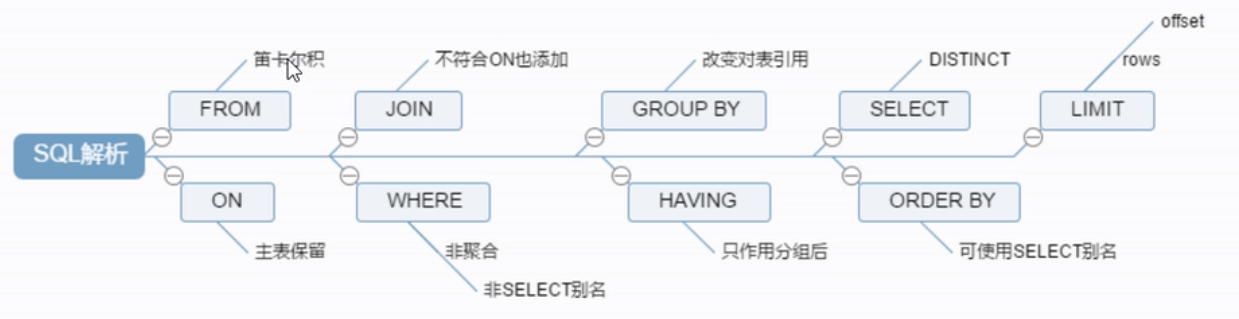 offset
笛卡尔积
不符合ON也添加
改变对表引用
DISTINCT
rows
FROM
JOIN
GROUP BY
SELECT
LIMIT
SQL解析
ON
WHERE
HAVING
ORDER BY
主表保留
非聚合
只作用分组后
可使用SELECT别名
非SELECT别名